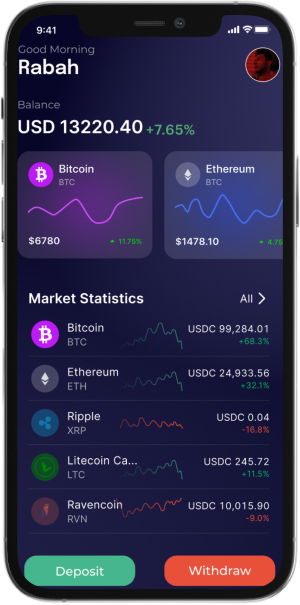 9:41
Good Morning
Rabah
Balance
USD 13220.40 +7.65%
Bitcoin
BTC
$6780
11.75%
Ethereum
BTC
$1478.10
4.75
Market Statistics
All
Bitcoin
BTC
USDC 99,284.01
+68.3%
Ethereum
ETH
USDC 24,933.56
+32.1%
Ripple
XRP
USDC 0.04
-16.8%
Litecoin Ca...
LTC
USDC 245.72
+11.5%
Ravencoin
RVN
USDC 10,015.90
-9.0%
Deposit
Withdraw